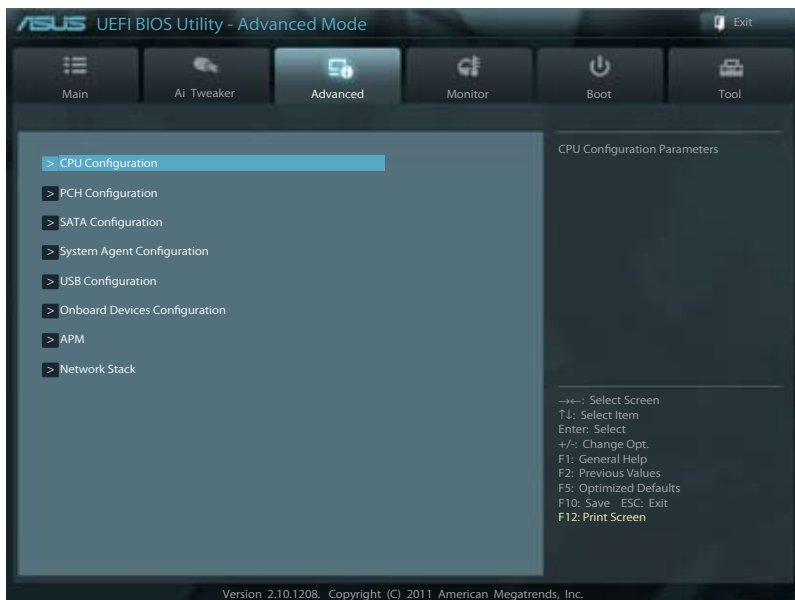 ASUS UEFI BIOS Utility - Advanced Mode
Exit
Main
Ai Tweaker
Advanced
Monitor
Boot
Tool
> CPU Configuration
> PCH Configuration
> SATA Configuration
> System Agent Configuration
> USB Configuration
> Onboard Devices Configuration
> APM
> Network Stack
CPU Configuration Parameters
→←: Select Screen
↑↓: Select Item
Enter: Select
+/-: Change Opt.
F1: General Help
F2: Previous Values
F5: Optimized Defaults
F10: Save ESC: Exit
F12: Print Screen
Version 2.10.1208. Copyright (C) 2011 American Megatrends, Inc.